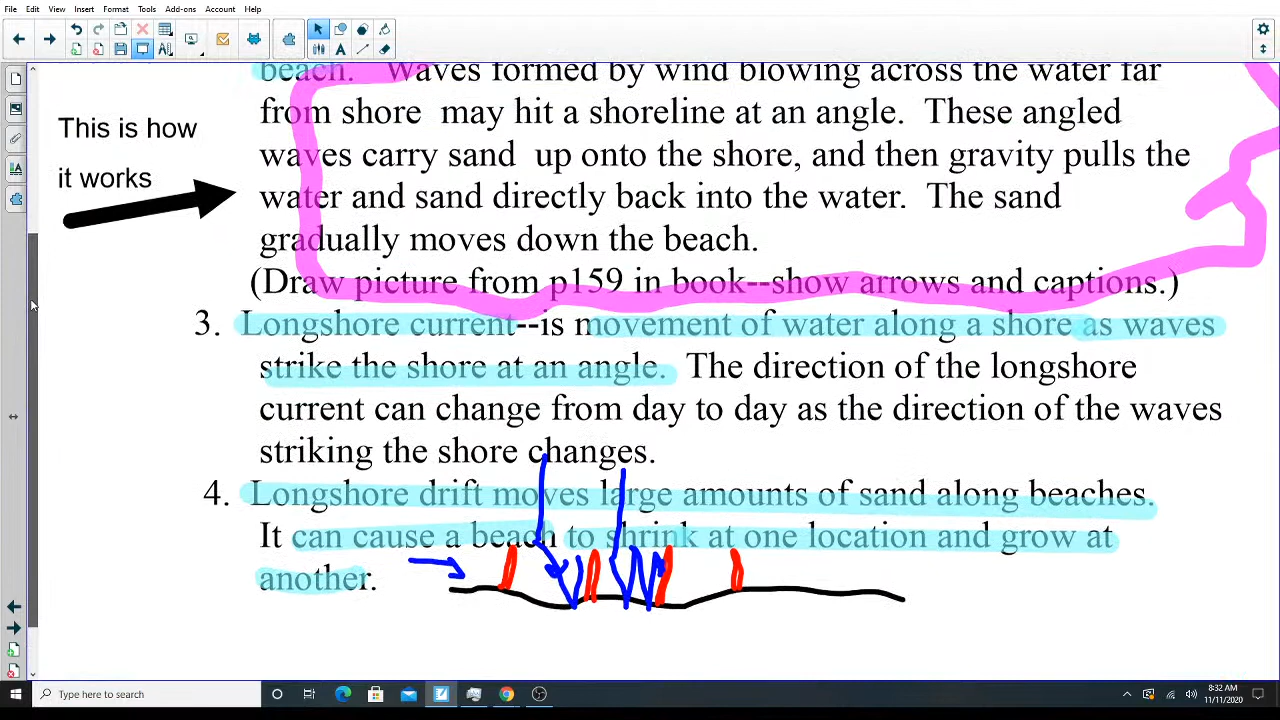 File Edit View Insert Format Tools Add-ons Account Help
beach. Waves formed by wind blowing across the water far
from shore may hit a shoreline at an angle. These angled
waves carry sand up onto the shore, and then gravity pulls the
water and sand directly back into the water. The sand
gradually moves down the beach.
(Draw picture from p159 in book--show arrows and captions.)
This is how
it works
3. Longshore current--is movement of water along a shore as waves
strike the shore at an angle. The direction of the longshore
current can change from day to day as the direction of the waves
striking the shore changes.
4. Longshore drift moves large amounts of sand along beaches.
It can cause a beach to shrink at one location and grow at
another.
Type here to search
8:32 AM
11/11/2020